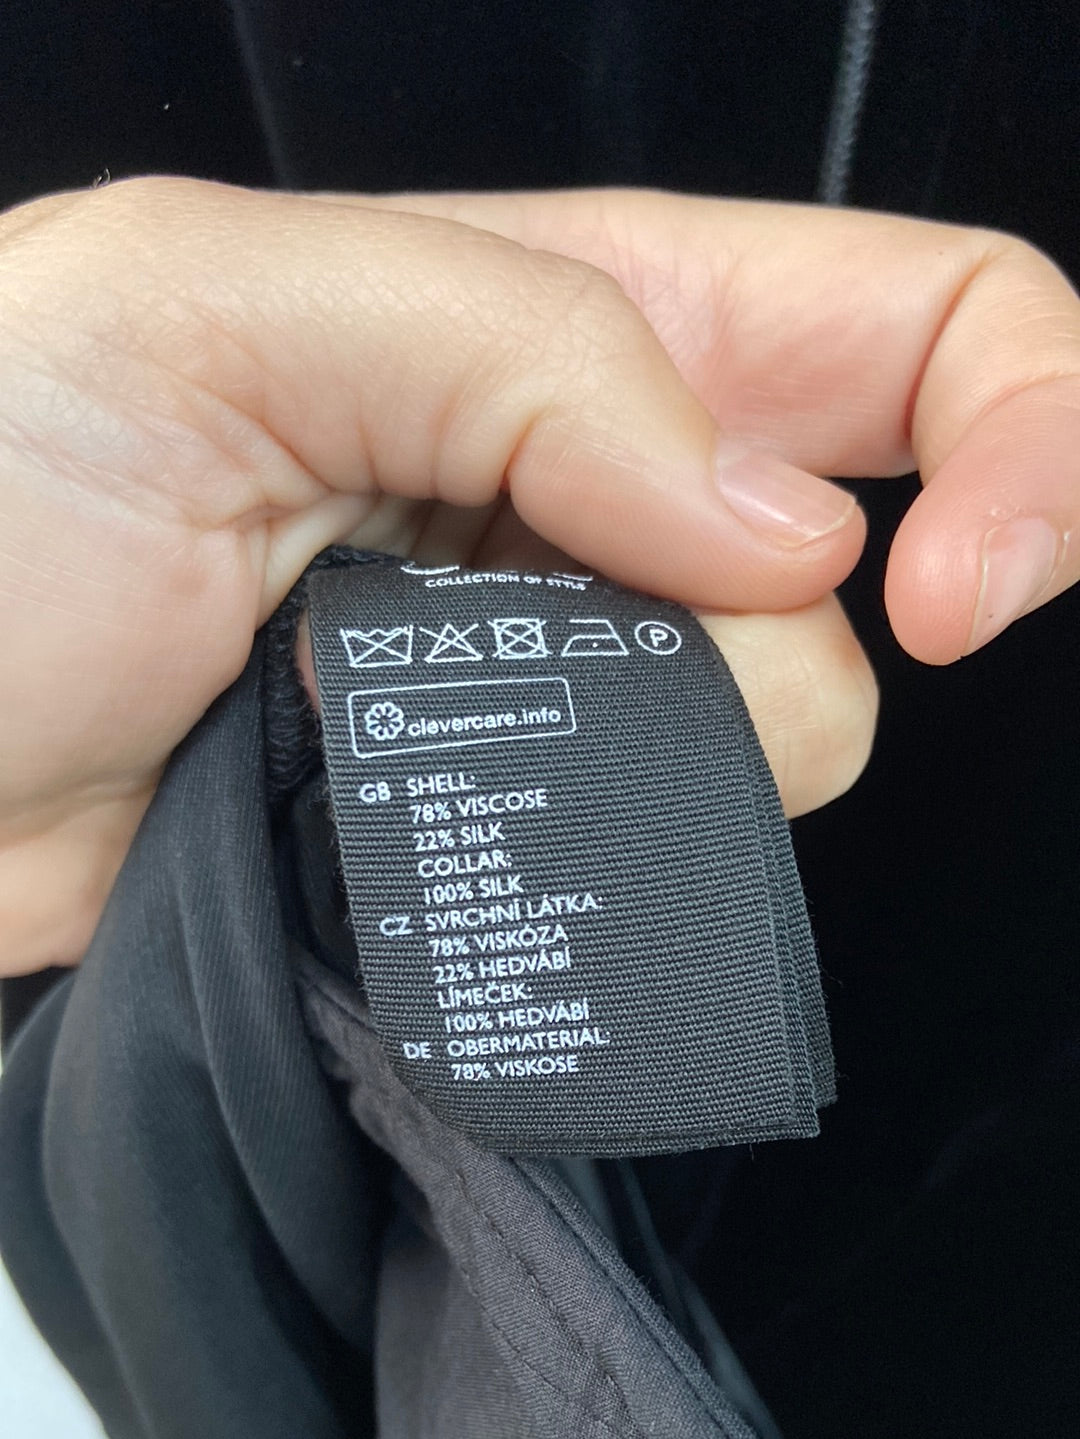 COLLECTION OF STYLE
P
clevercare.info
GB SHELL:
78% VISCOSE
22% SILK
COLLAR:
100% SILK
CZ SVRCHNÍ LÁTKA:
78% VISKÓZA
22% HEDVÁBÍ
LÍMEČEK:
100% HEDVÁBÍ
DE OBERMATERIAL:
78% VISKOSE